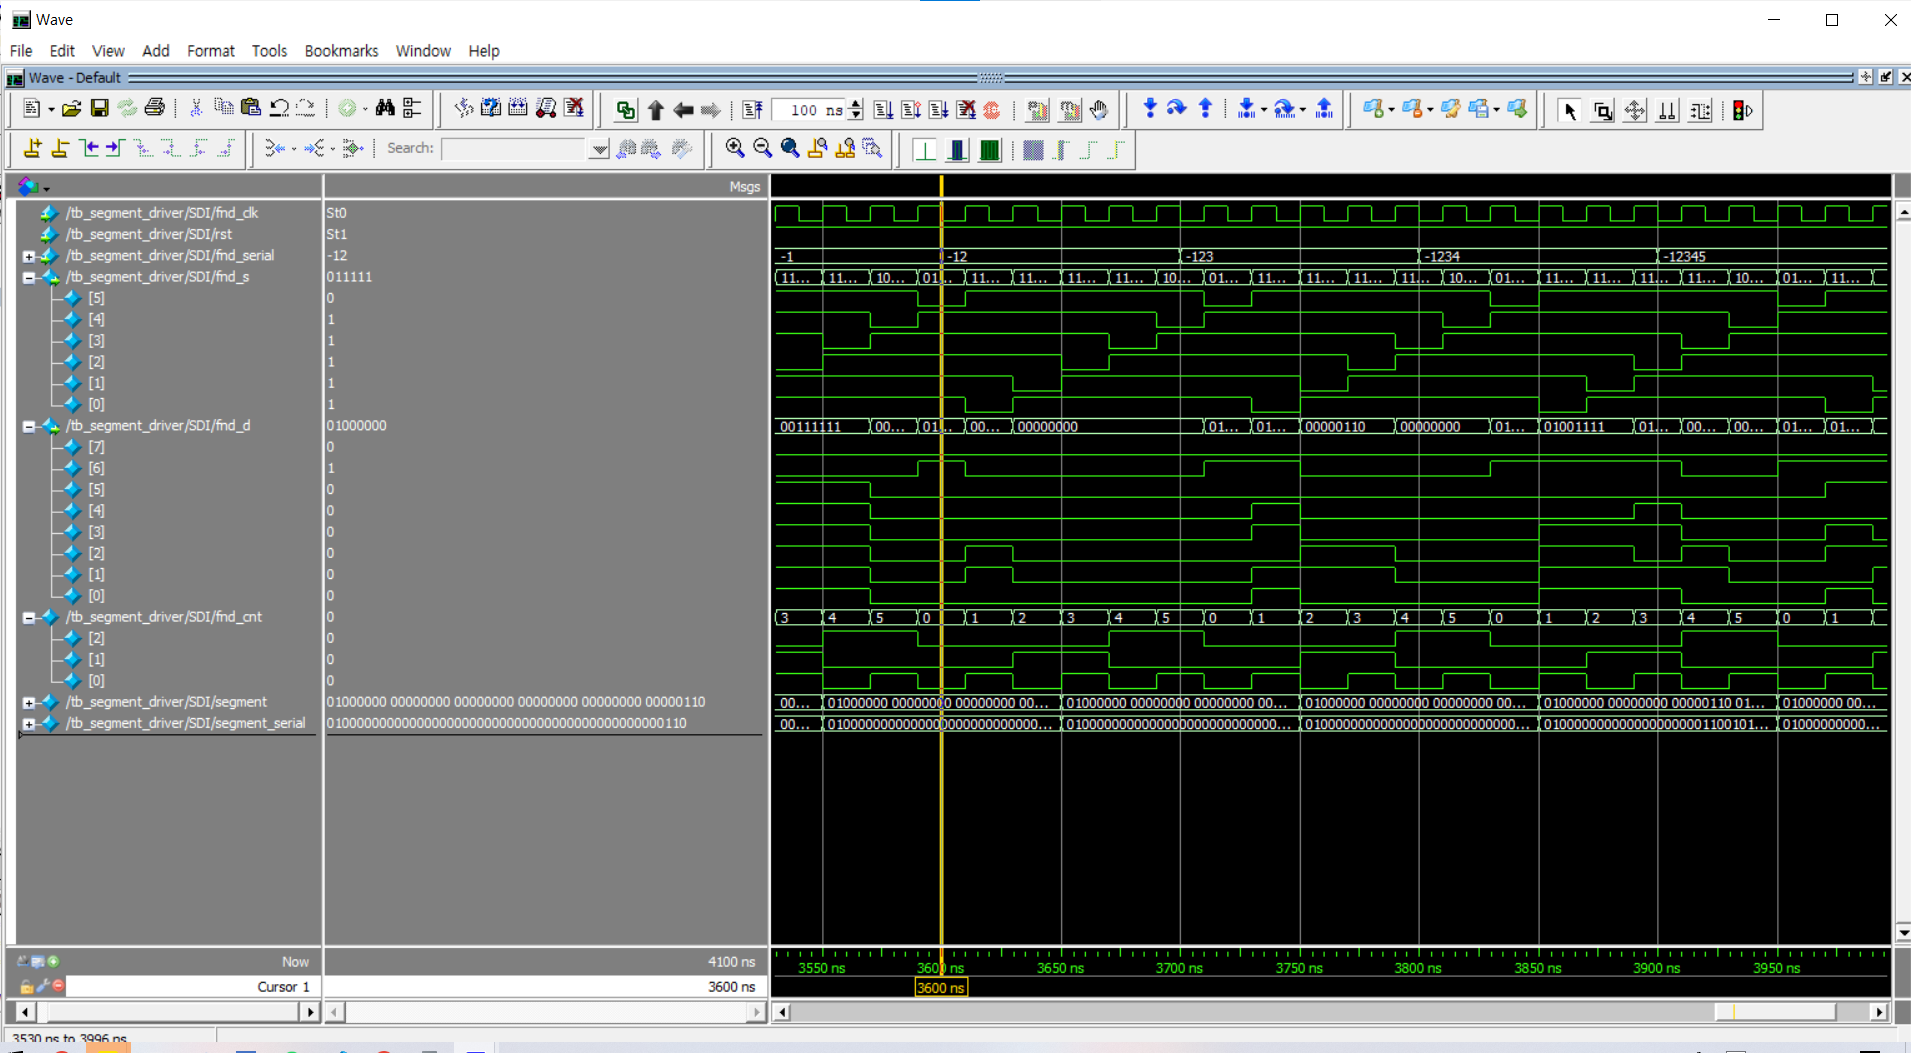 Wave
File Edit View Add Format Tools Bookmarks Window Help
Wave - Default
100 ns
Search:
Msgs
/tb_segment_driver/SDI/fnd_clk St0
/tb_segment_driver/SDI/rst St1
/tb_segment_driver/SDI/fnd_serial -12 -1 -12 -123 -1234 -12345
/tb_segment_driver/SDI/fnd_s 011111 11... 11... 10... 01... 11... 11... 11... 11... 10... 01... 11... 11... 11... 11... 10... 01... 11... 11... 11... 11... 10... 01... 11...
[5] 0
[4] 1
[3] 1
[2] 1
[1] 1
[0] 1
/tb_segment_driver/SDI/fnd_d 01000000 00111111 00... 01... 00... 00000000 01... 01... 00000110 00000000 01... 01001111 01... 00... 00... 01... 01...
[7] 0
[6] 1
[5] 0
[4] 0
[3] 0
[2] 0
[1] 0
[0] 0
/tb_segment_driver/SDI/fnd_cnt 0 3 4 5 0 1 2 3 4 5 0 1 2 3 4 5 0 1 2 3 4 5 0 1
[2] 0
[1] 0
[0] 0
/tb_segment_driver/SDI/segment 01000000 00000000 00000000 00000000 00000000 00000110 00... 01000000 00000000 00000000 00... 01000000 00000000 00000000 00... 01000000 00000000 00000000 00... 01000000 00000000 00000110 01... 01000000 00...
/tb_segment_driver/SDI/segment_serial
Now 4100 ns 3550 ns 3600 ns 3650 ns 3700 ns 3750 ns 3800 ns 3850 ns 3900 ns 3950 ns
Cursor 1 3600 ns 3600 ns
3530 ns to 3996 ns